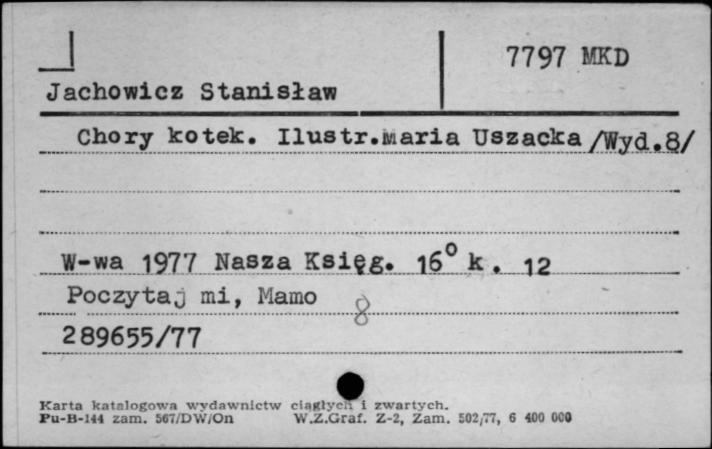 7797 MKD
Jachowicz Stanisław
Chory kotek. Ilustr.Maria Uszacka /Wyd.8/
W-wa 1977 Nasza Księg. 16° k. 12
Poczytaj mi, Mamo
8
289655/77
Karta katalogowa wydawnictw ciągłych i zwartych.
Pu-B-144 zam. 567/DW/On W.Z.Graf. Z-2, Zam. 502/77, 6 400 000